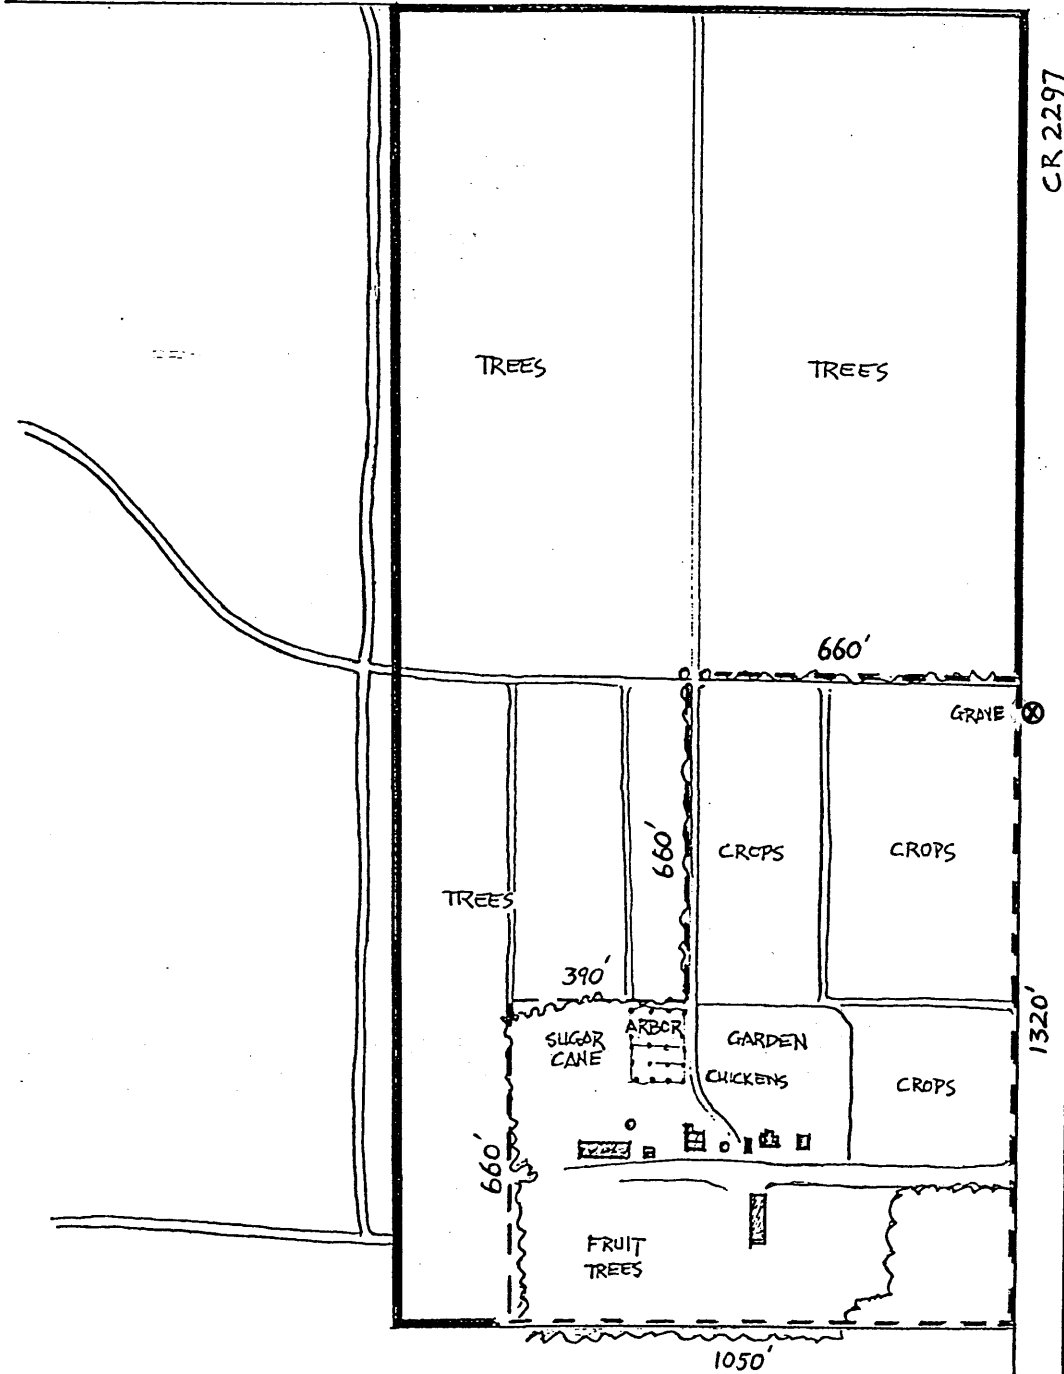 CR 2297
TREES
TREES
660'
GRAVE
660'
CROPS
CROPS
TREES
390'
SUGAR
CANE
ARBOR
GARDEN
CHICKENS
CROPS
1320'
660'
FRUIT
TREES
1050'